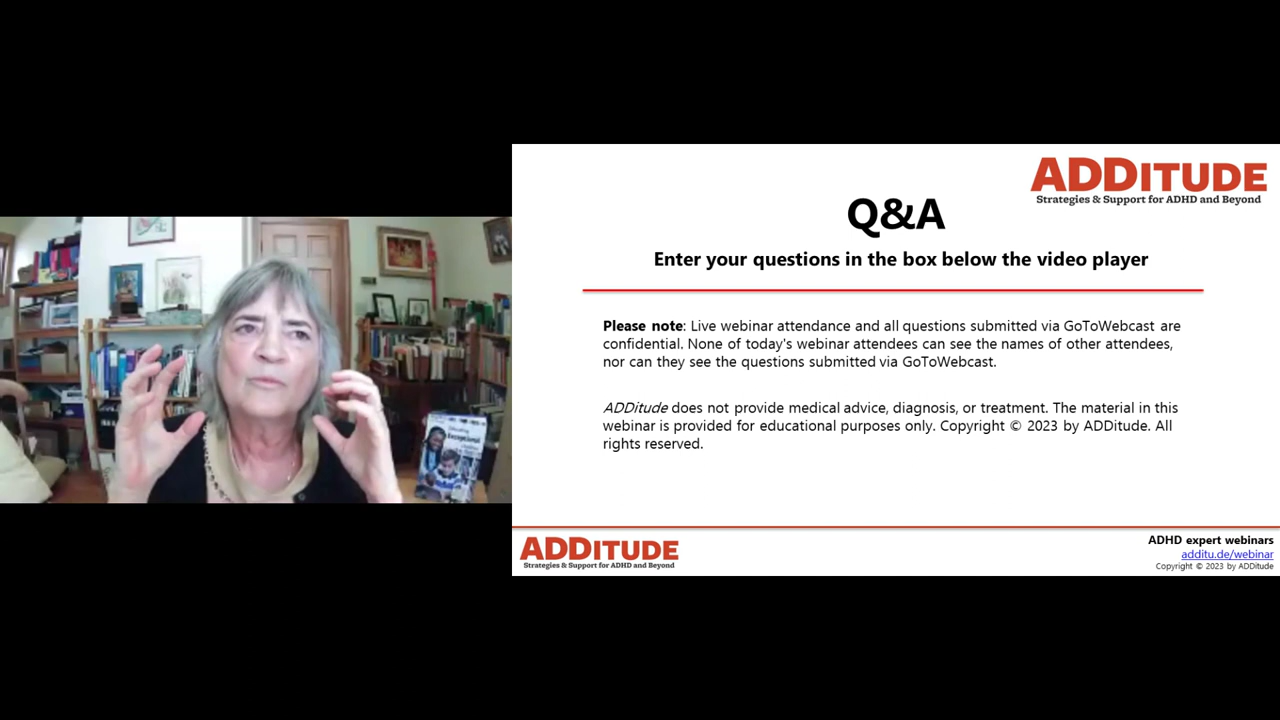 ADDITUDE
Strategies & Support for ADHD and Beyond
Q&A
Enter your questions in the box below the video player
Please note: Live webinar attendance and all questions submitted via GoToWebcast are
confidential. None of today's webinar attendees can see the names of other attendees,
nor can they see the questions submitted via GoToWebcast.
ADDitude does not provide medical advice, diagnosis, or treatment. The material in this
webinar is provided for educational purposes only. Copyright © 2023 by ADDitude. All
rights reserved.
ADDITUDE
Strategies & Support for ADHD and Beyond
ADHD expert webinars
additu.de/webinar
Copyright © 2023 by ADDitude
Exceptional